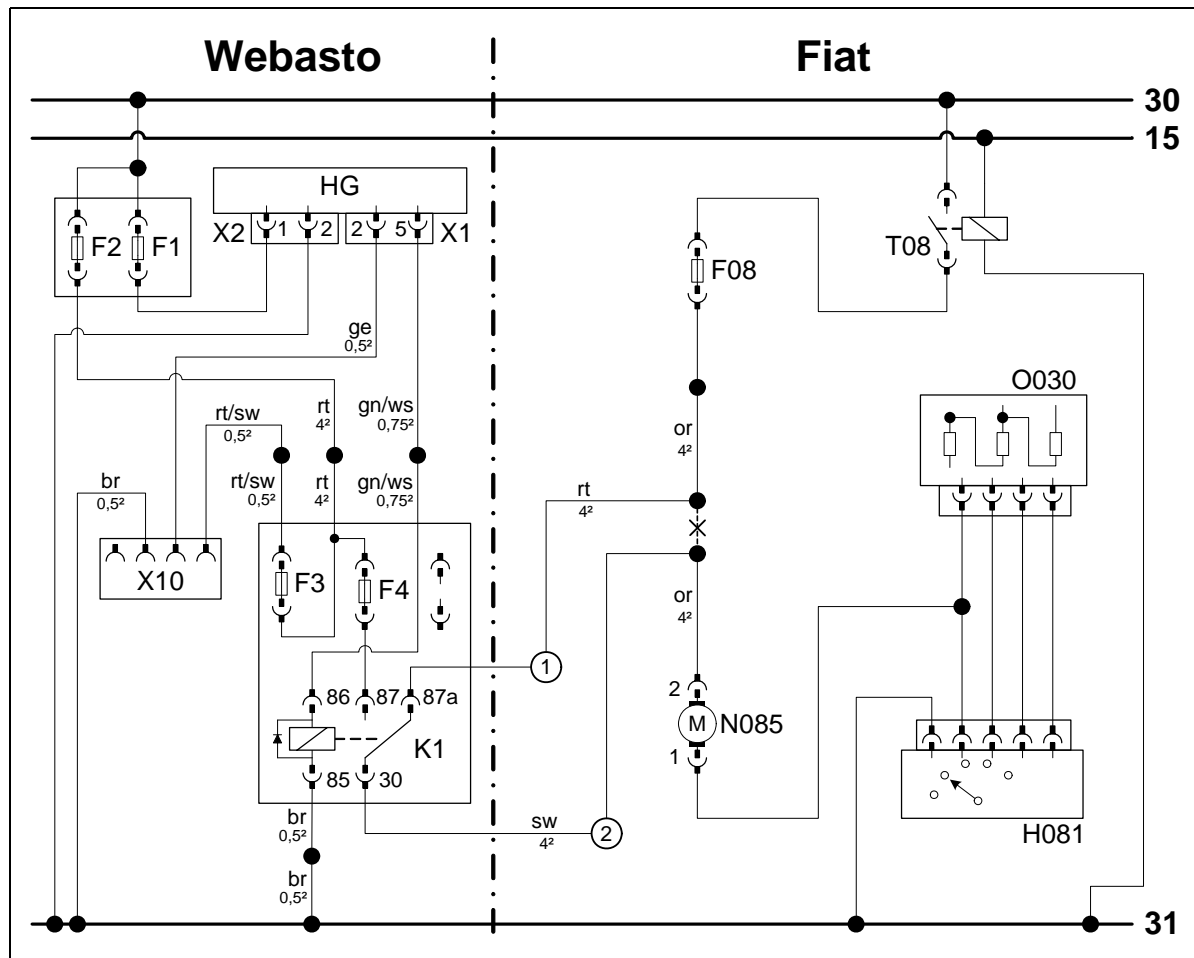 Webasto
Fiat
30
15
HG
X2
1
2
2
5
X1
F2
F1
T08
F08
ge
0,5²
O030
rt/sw
0,5²
rt
4²
gn/ws
0,75²
or
4²
br
0,5²
rt/sw
0,5²
rt
4²
gn/ws
0,75²
rt
4²
X10
F3
F4
or
4²
1
86
87
87a
2
M
N085
K1
1
85
30
br
0,5²
sw
4²
2
H081
br
0,5²
31